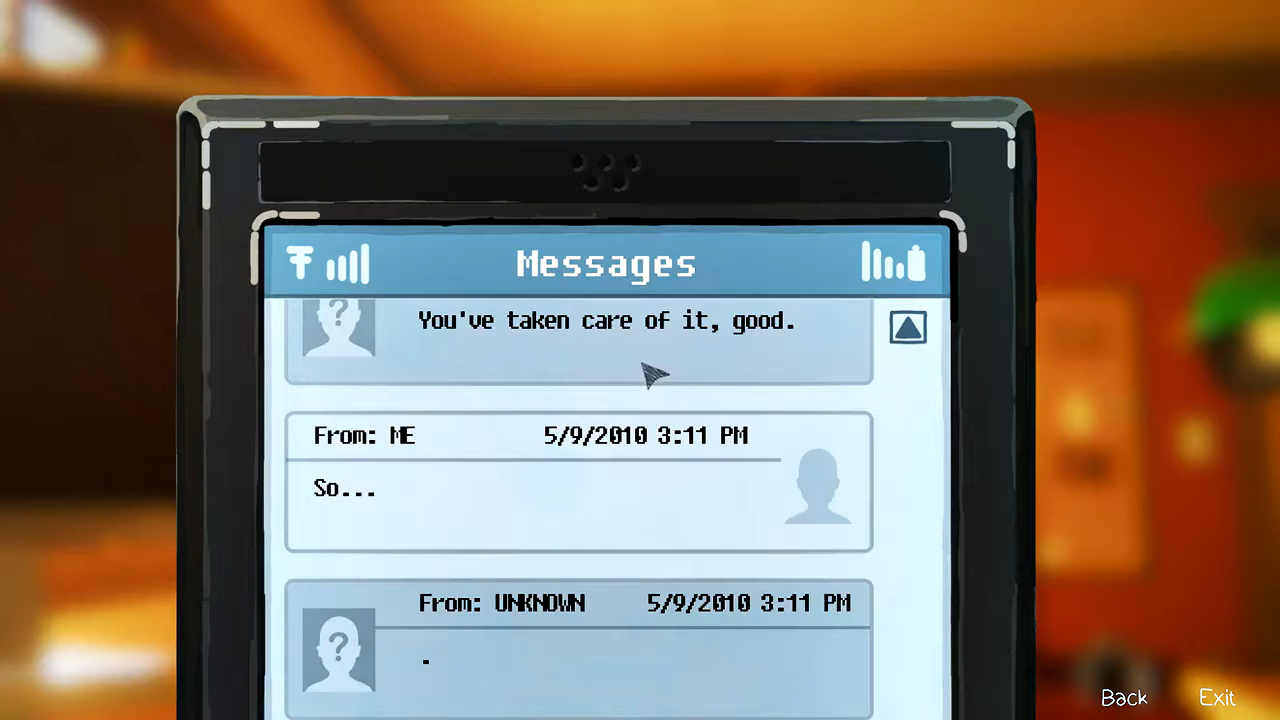 Messages
You've taken care of it, good.
From: ME 5/9/2010 3:11 PM
So...
From: UNKNOWN 5/9/2010 3:11 PM
.
Back Exit